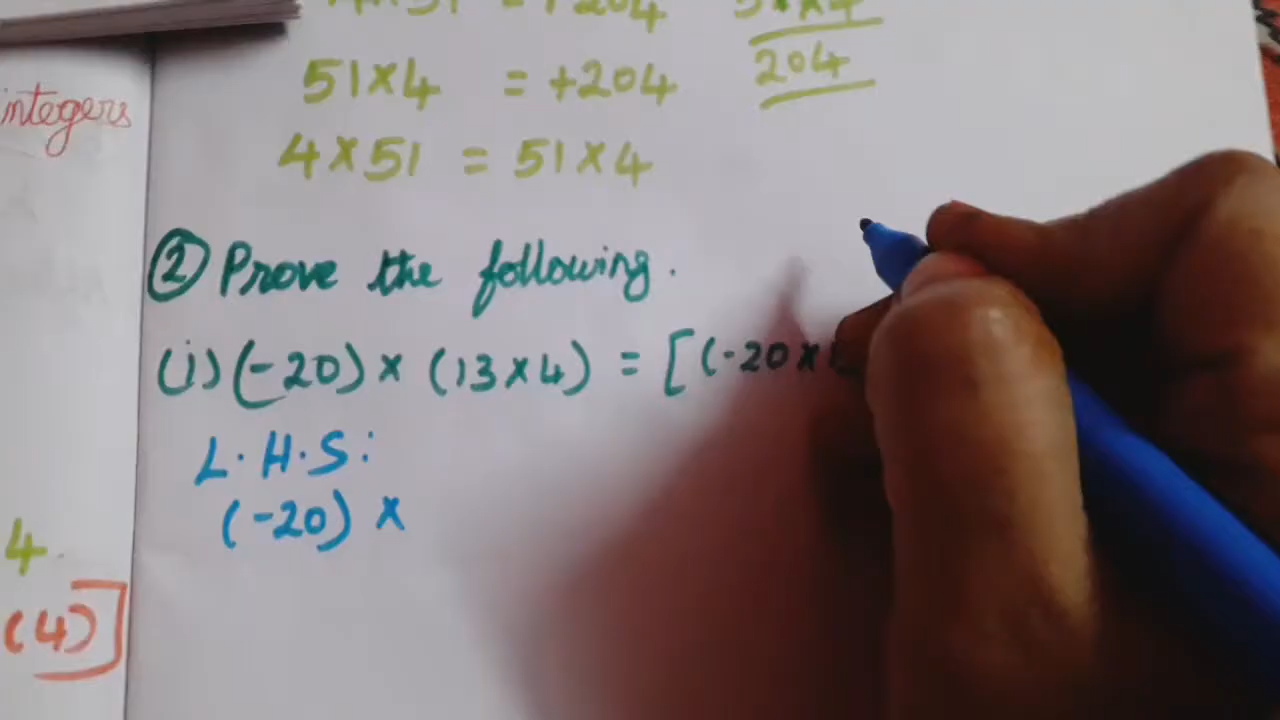 51 × 4 = +204
204
4 × 51 = 51 × 4
② Prove the following.
(i) (-20) × (13 × 4) = [(-20 ×
L.H.S:
(-20) ×
integers
4
(4)]